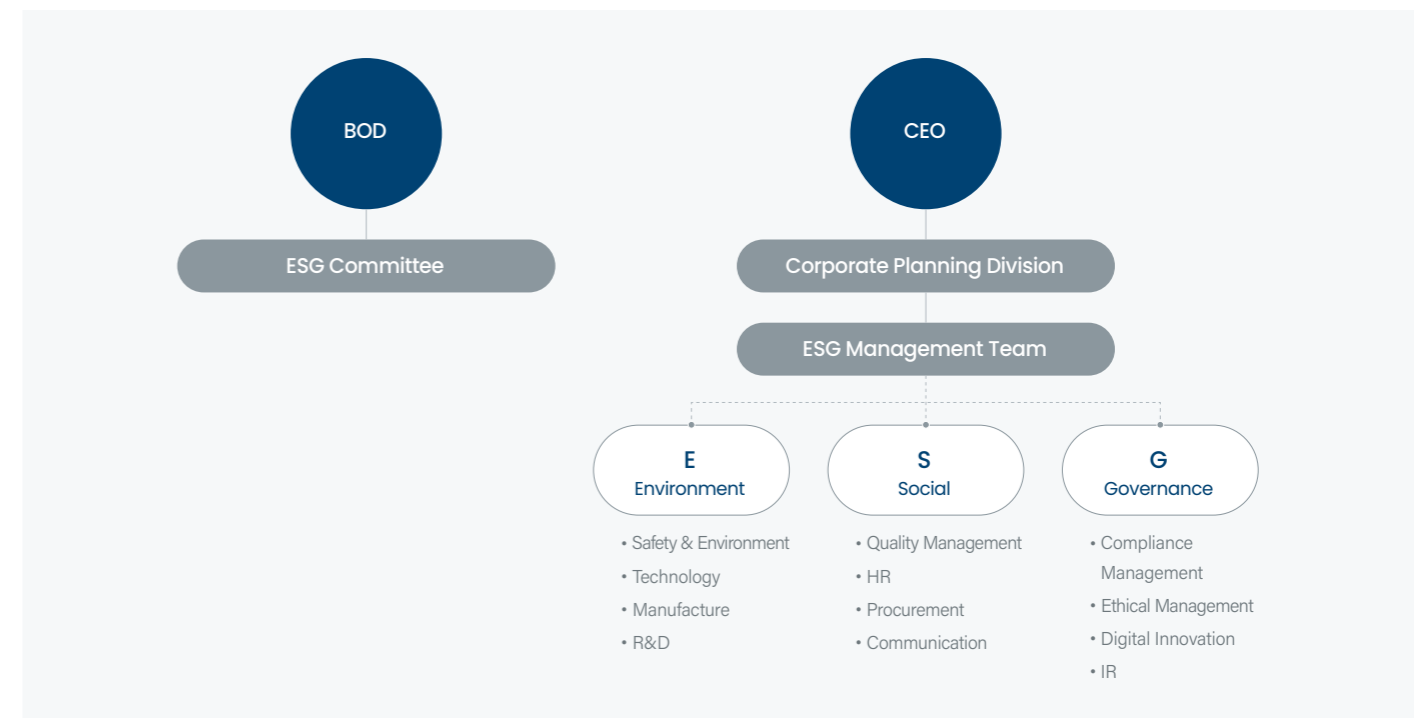 BOD
ESG Committee
CEO
Corporate Planning Division
ESG Management Team
E
Environment
• Safety & Environment
• Technology
• Manufacture
• R&D
S
Social
• Quality Management
• HR
• Procurement
• Communication
G
Governance
• Compliance
Management
• Ethical Management
• Digital Innovation
• IR